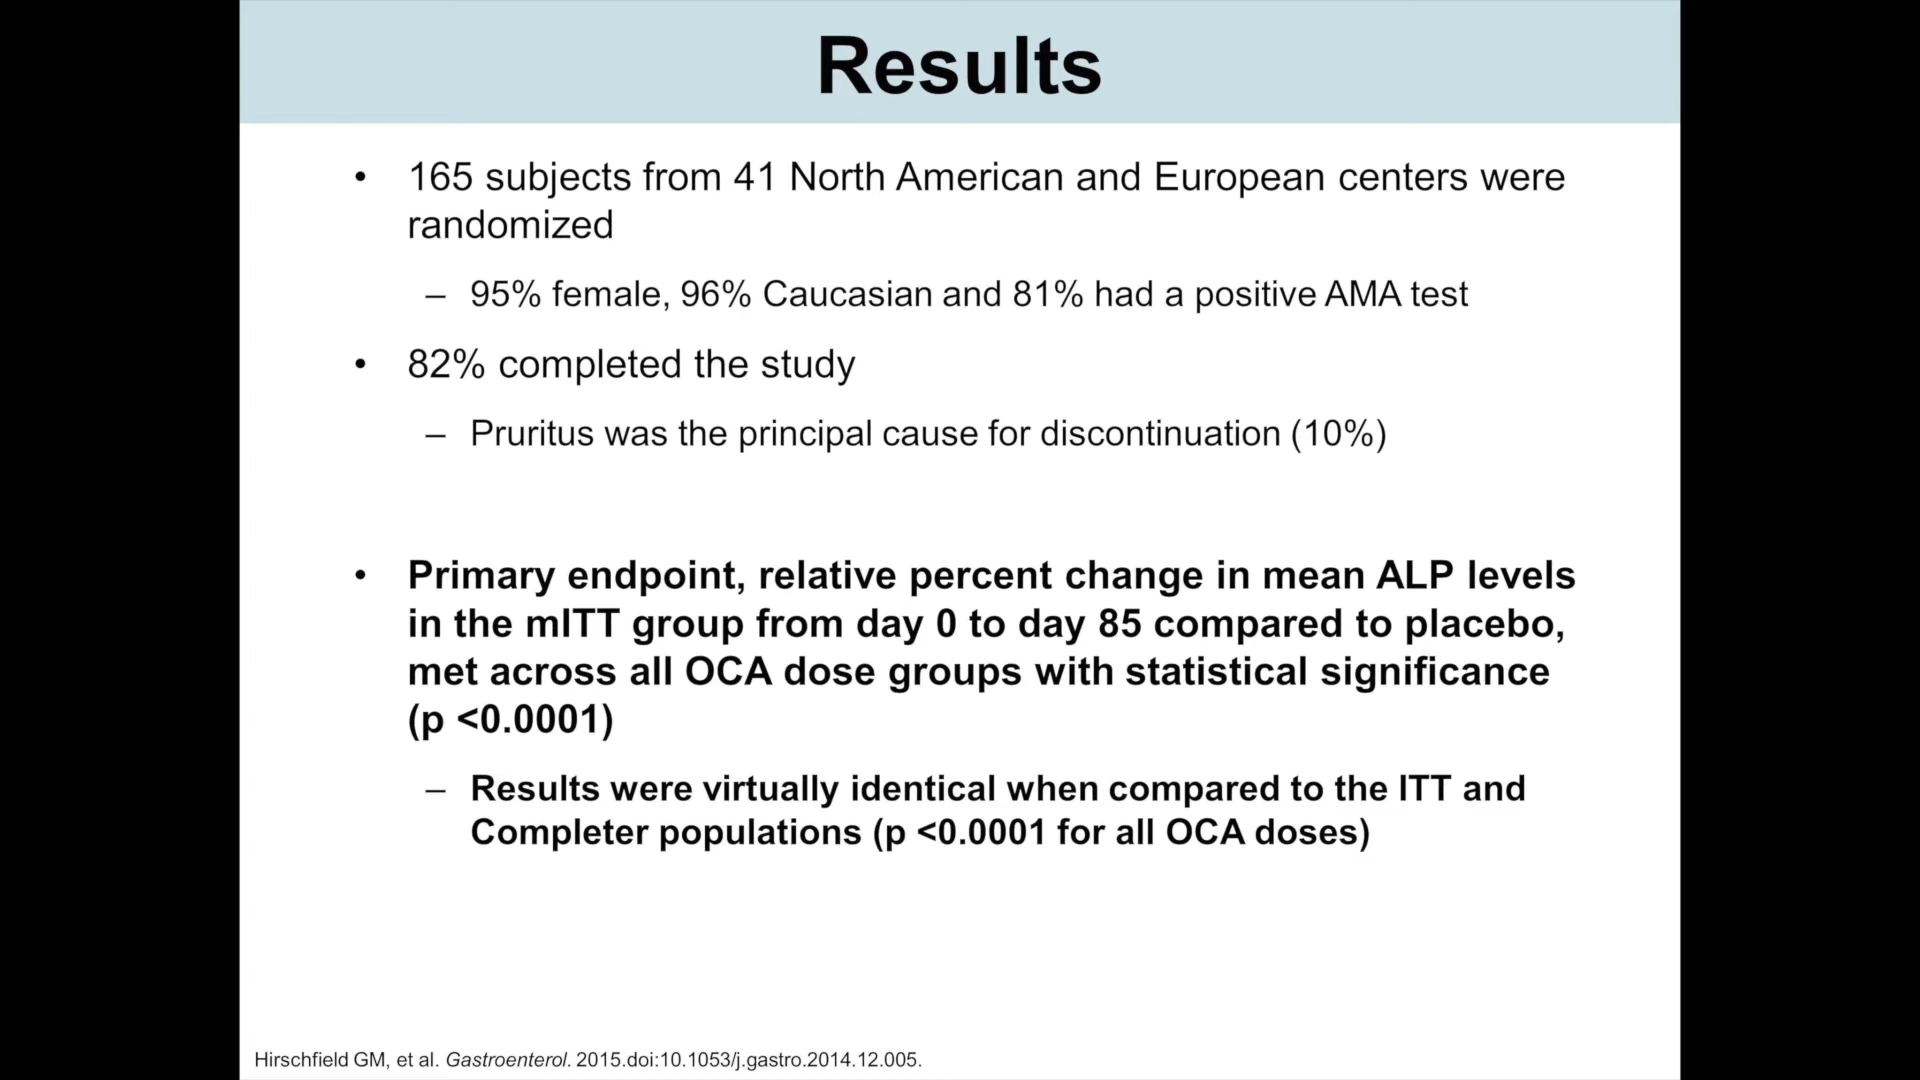 Results
• 165 subjects from 41 North American and European centers were
randomized
– 95% female, 96% Caucasian and 81% had a positive AMA test
• 82% completed the study
– Pruritus was the principal cause for discontinuation (10%)
• Primary endpoint, relative percent change in mean ALP levels
in the mITT group from day 0 to day 85 compared to placebo,
met across all OCA dose groups with statistical significance
(p <0.0001)
– Results were virtually identical when compared to the ITT and
Completer populations (p <0.0001 for all OCA doses)
Hirschfield GM, et al. Gastroenterol. 2015.doi:10.1053/j.gastro.2014.12.005.